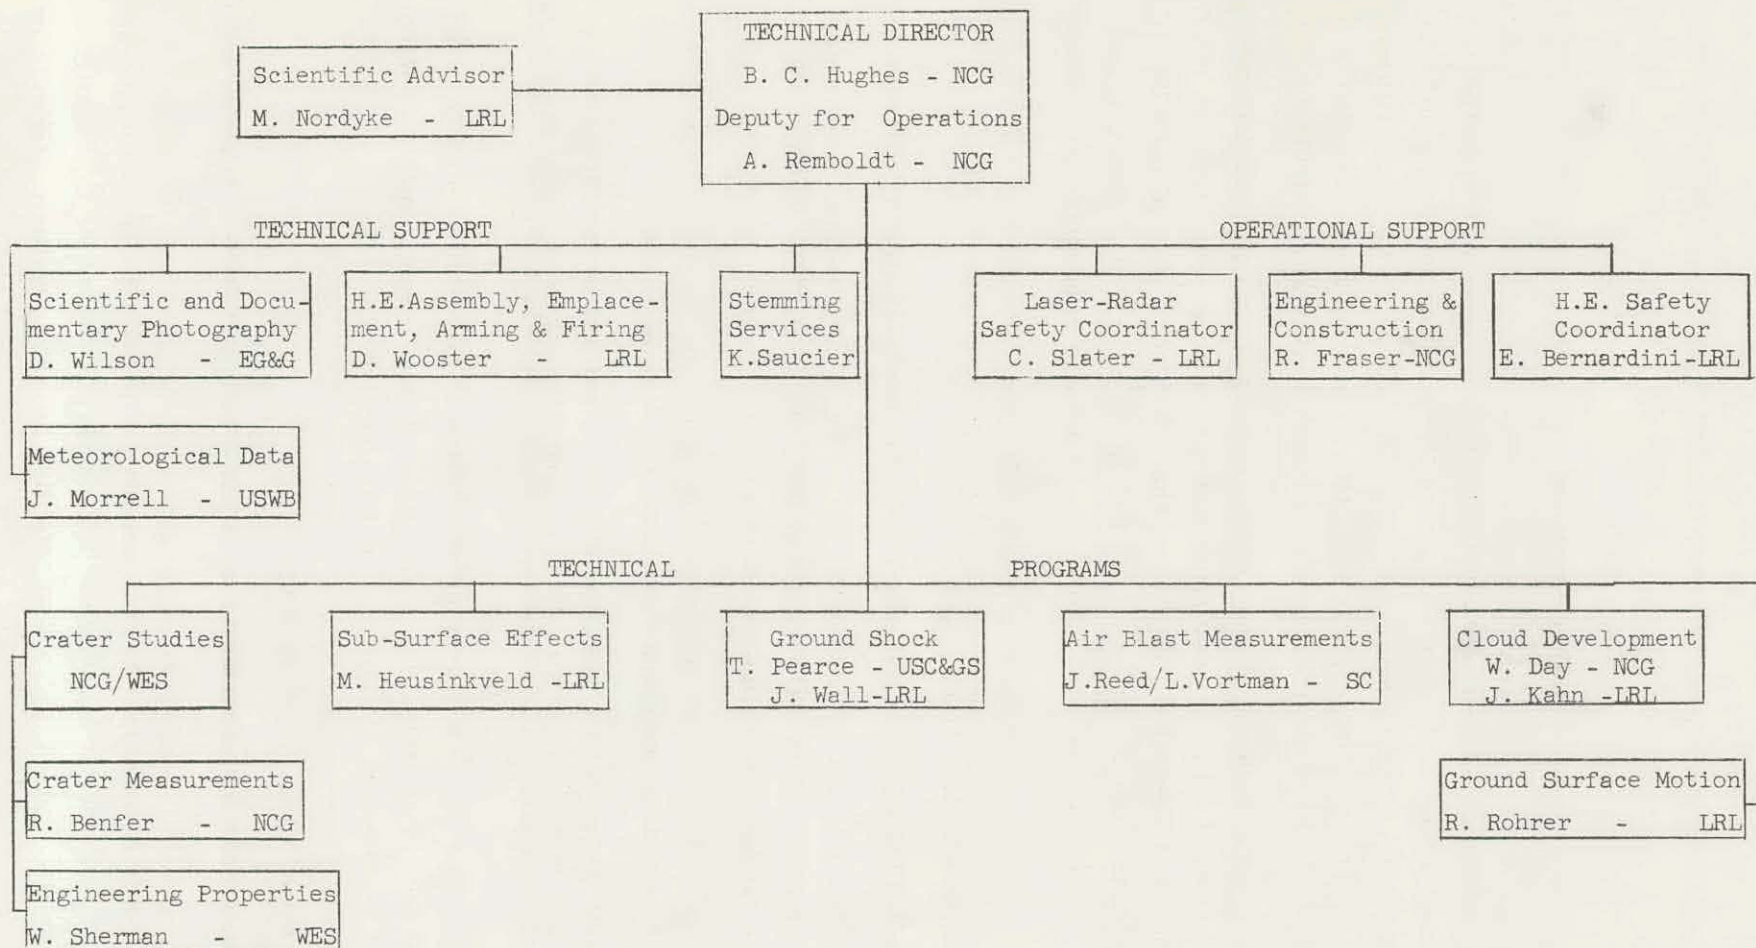 TECHNICAL DIRECTOR
B. C. Hughes - NCG
Deputy for Operations
A. Remboldt - NCG
Scientific Advisor
M. Nordyke - LRL
TECHNICAL SUPPORT
OPERATIONAL SUPPORT
Scientific and Docu-
mentary Photography
D. Wilson - EG&G
H.E.Assembly, Emplace-
ment, Arming & Firing
D. Wooster - LRL
Stemming
Services
K.Saucier
Laser-Radar
Safety Coordinator
C. Slater - LRL
Engineering &
Construction
R. Fraser-NCG
H.E. Safety
Coordinator
E. Bernardini-LRL
Meteorological Data
J. Morrell - USWB
TECHNICAL PROGRAMS
Crater Studies
NCG/WES
Sub-Surface Effects
M. Heusinkveld -LRL
Ground Shock
T. Pearce - USC&GS
J. Wall-LRL
Air Blast Measurements
J.Reed/L.Vortman - SC
Cloud Development
W. Day - NCG
J. Kahn -LRL
Crater Measurements
R. Benfer - NCG
Ground Surface Motion
R. Rohrer - LRL
Engineering Properties
W. Sherman - WES